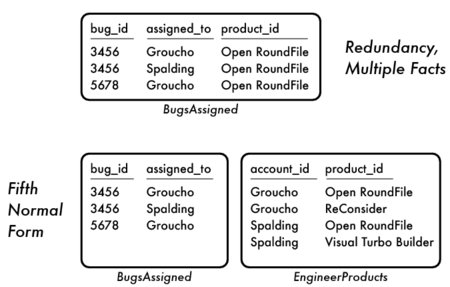 bug_id assigned_to product_id
3456 Groucho Open RoundFile
3456 Spalding Open RoundFile
5678 Groucho Open RoundFile
BugsAssigned
Redundancy,
Multiple Facts
Fifth
Normal
Form
bug_id assigned_to
3456 Groucho
3456 Spalding
5678 Groucho
BugsAssigned
account_id product_id
Groucho Open RoundFile
Groucho ReConsider
Spalding Open RoundFile
Spalding Visual Turbo Builder
EngineerProducts